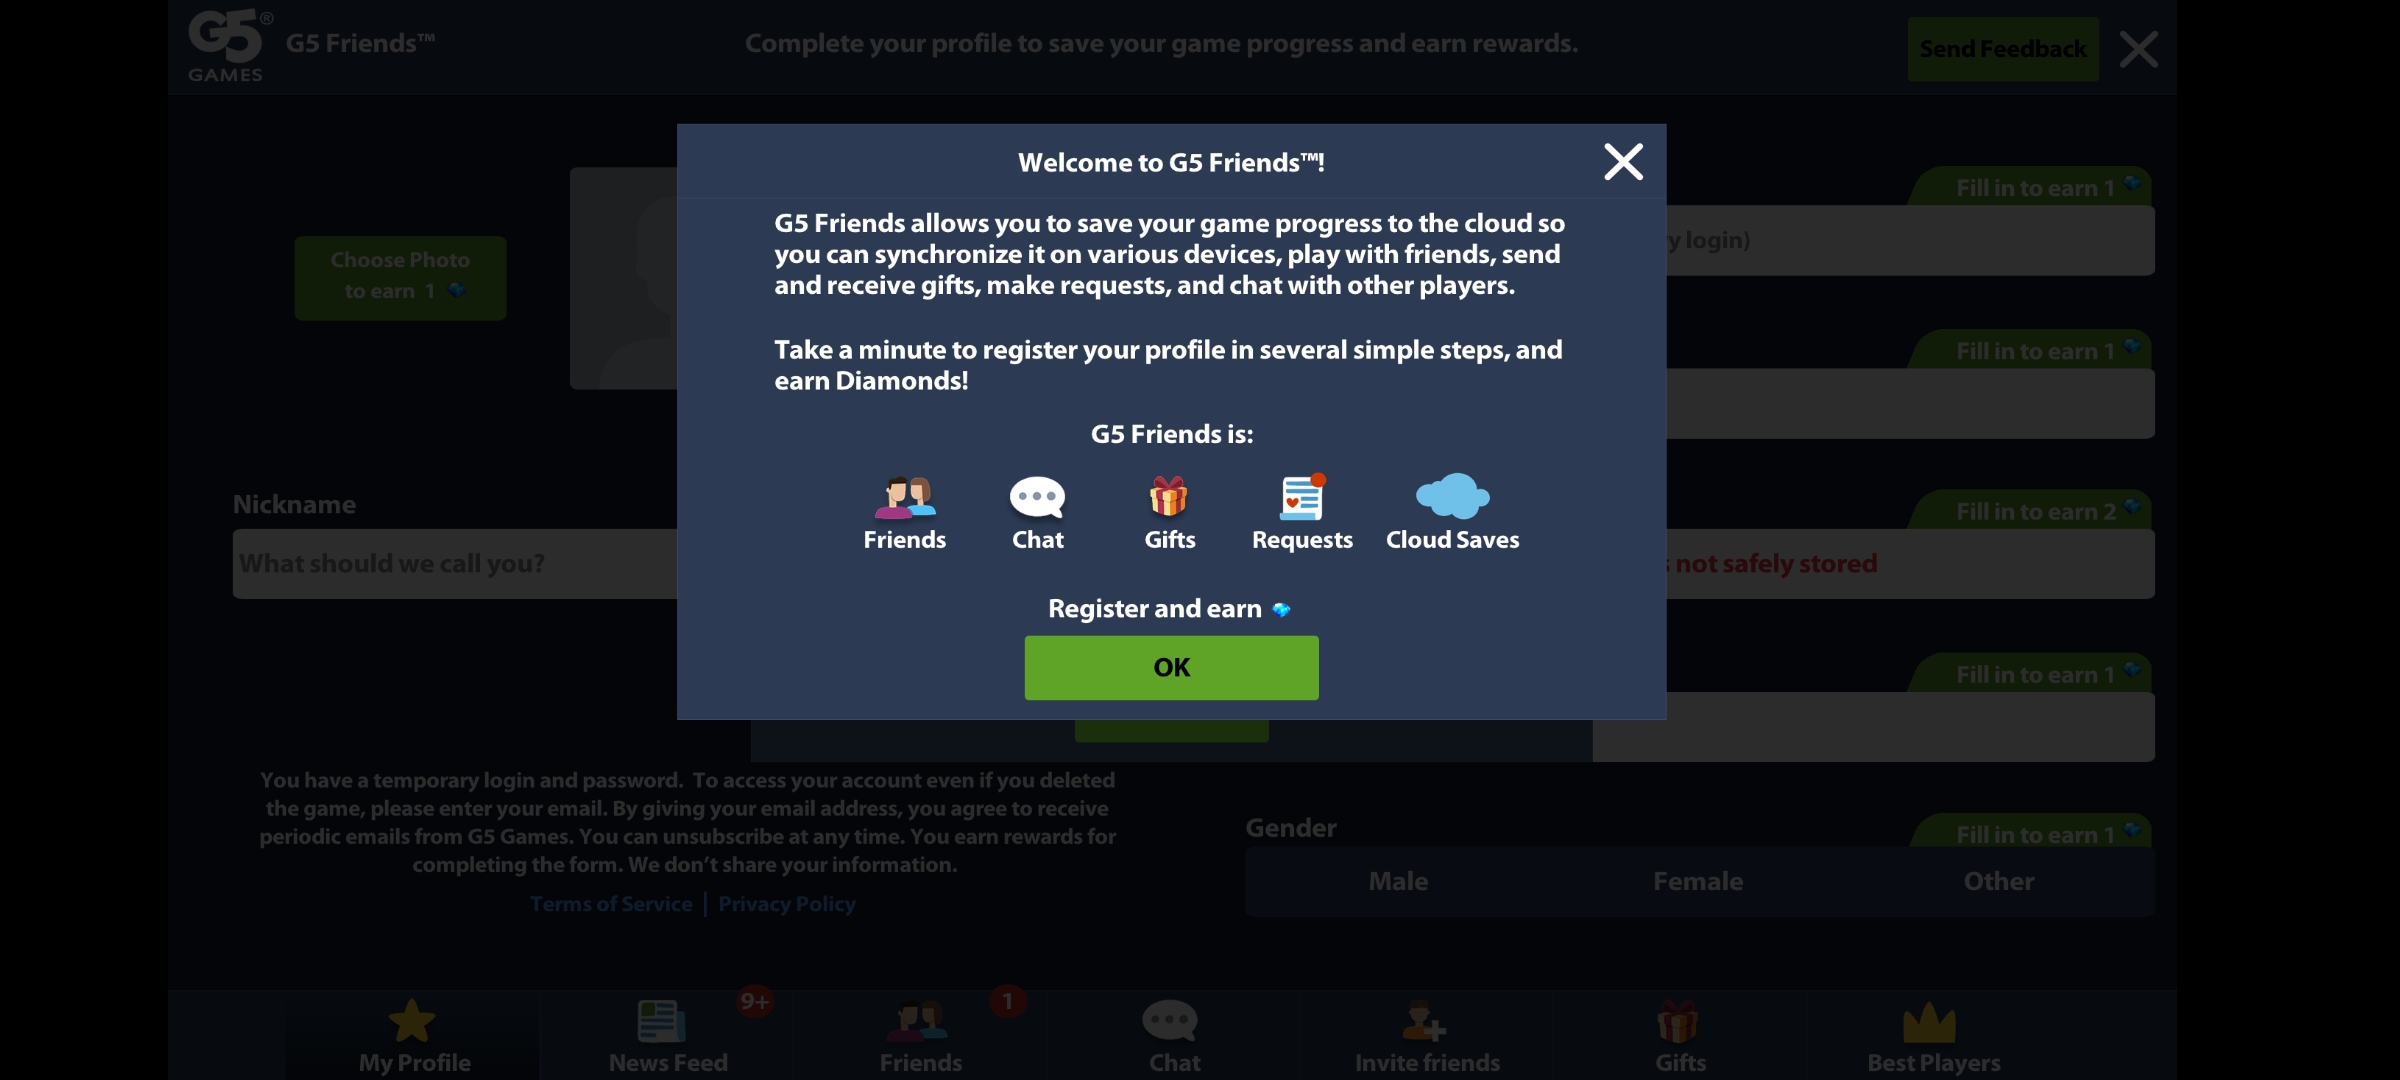 G5® GAMES
G5 Friends™
Complete your profile to save your game progress and earn rewards.
Send Feedback
Welcome to G5 Friends™!
G5 Friends allows you to save your game progress to the cloud so
you can synchronize it on various devices, play with friends, send
and receive gifts, make requests, and chat with other players.
Take a minute to register your profile in several simple steps, and
earn Diamonds!
G5 Friends is:
Friends
Chat
Gifts
Requests
Cloud Saves
Register and earn
OK
Choose Photo
to earn 1
Nickname
What should we call you?
Fill in to earn 1
login)
Fill in to earn 1
Fill in to earn 2
not safely stored
Fill in to earn 1
You have a temporary login and password. To access your account even if you deleted
the game, please enter your email. By giving your email address, you agree to receive
periodic emails from G5 Games. You can unsubscribe at any time. You earn rewards for
completing the form. We don't share your information.
Terms of Service | Privacy Policy
Gender
Fill in to earn 1
Male
Female
Other
My Profile
9+
News Feed
1
Friends
Chat
Invite friends
Gifts
Best Players